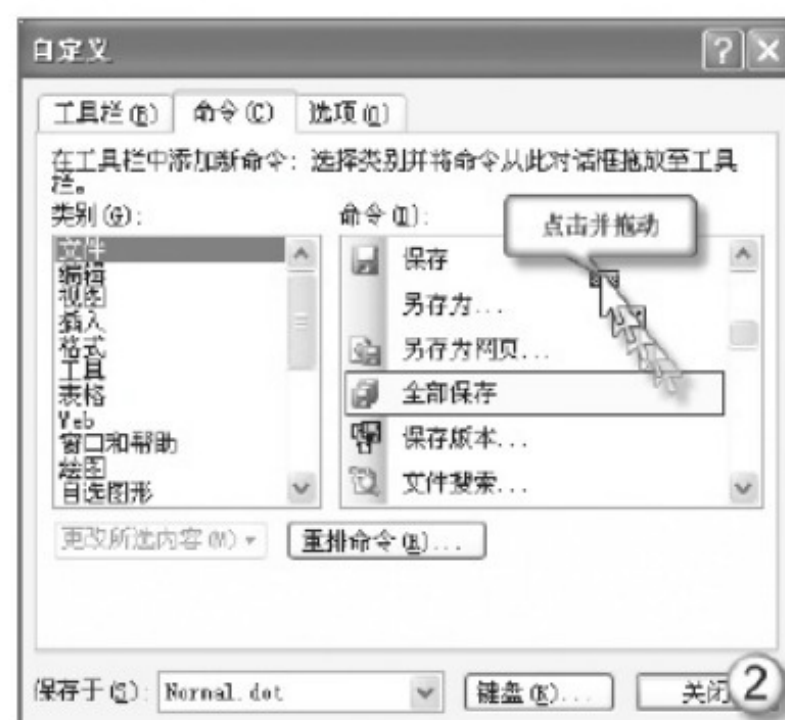 自定义
工具栏(B) 命令(C) 选项(O)
在工具栏中添加新命令：选择类别并将命令从此对话框拖放至工具
栏。
类别(G)： 命令(D)：
点击并拖动
文件
编辑
视图
插入
格式
工具
表格
Web
窗口和帮助
绘图
自选图形
保存
另存为...
另存为网页...
全部保存
保存版本...
文件搜索...
更改所选内容(M) 重排命令(R)...
保存于(S)： Normal.dot 键盘(K)... 关闭 2